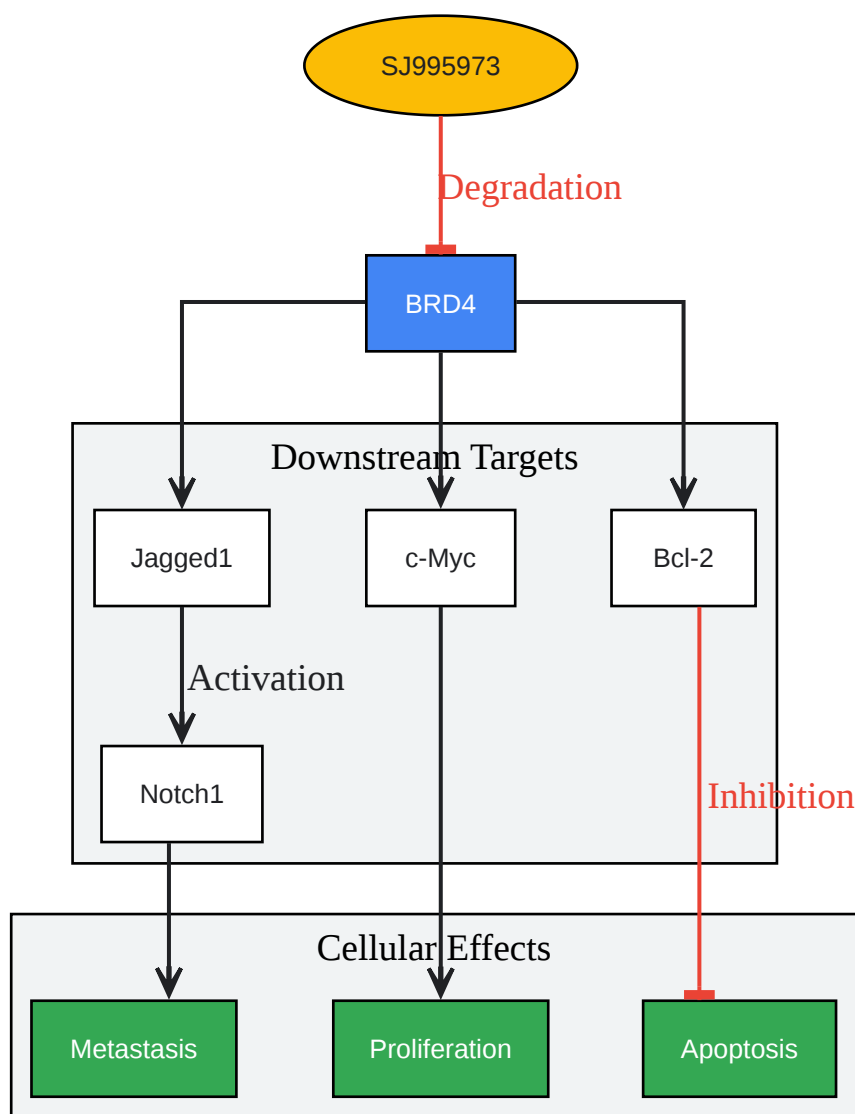 SJ995973
Degradation
BRD4
Downstream Targets
Jagged1
c-Myc
Bcl-2
Activation
Notch1
Inhibition
Cellular Effects
Metastasis
Proliferation
Apoptosis